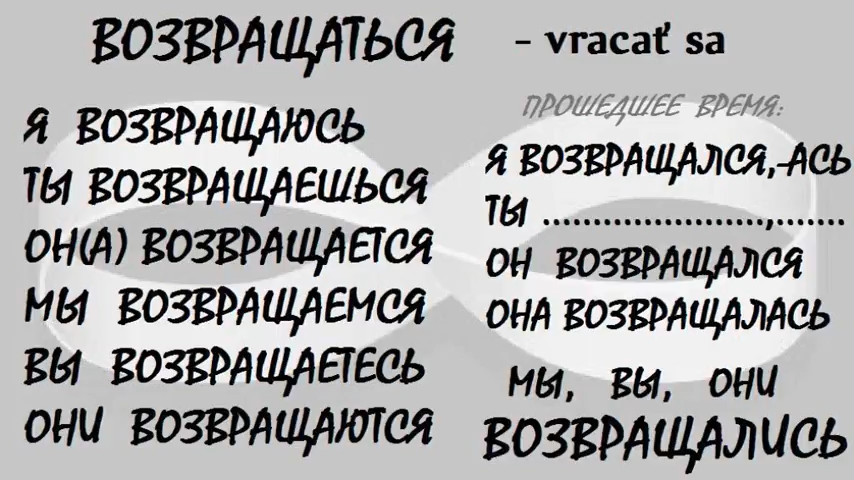 ВОЗВРАЩАТЬСЯ - vracať sa
Я ВОЗВРАЩАЮСЬ
ТЫ ВОЗВРАЩАЕШЬСЯ
ОН(А) ВОЗВРАЩАЕТСЯ
МЫ ВОЗВРАЩАЕМСЯ
ВЫ ВОЗВРАЩАЕТЕСЬ
ОНИ ВОЗВРАЩАЮТСЯ
ПРОШЕДШЕЕ ВРЕМЯ:
Я ВОЗВРАЩАЛСЯ,-АСЬ
ТЫ ......................,.......
ОН ВОЗВРАЩАЛСЯ
ОНА ВОЗВРАЩАЛАСЬ
МЫ, ВЫ, ОНИ
ВОЗВРАЩАЛИСЬ